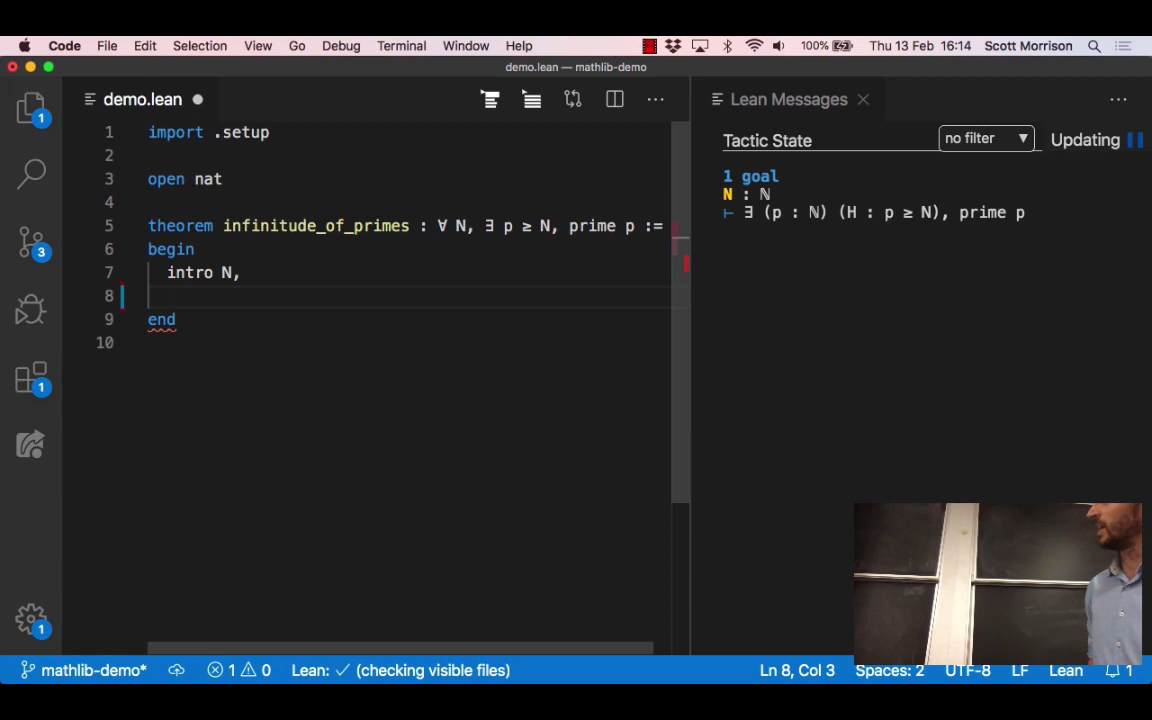 Code File Edit Selection View Go Debug Terminal Window Help 100% Thu 13 Feb 16:14 Scott Morrison
demo.lean — mathlib-demo
demo.lean
Lean Messages
Tactic State no filter Updating
1 import .setup
2
3 open nat
4
5 theorem infinitude_of_primes : ∀ N, ∃ p ≥ N, prime p :=
6 begin
7 intro N,
8
9 end
10
1 goal
N : ℕ
⊢ ∃ (p : ℕ) (H : p ≥ N), prime p
1
3
1
1
mathlib-demo* 1 0 Lean: ✓ (checking visible files) Ln 8, Col 3 Spaces: 2 UTF-8 LF Lean 1